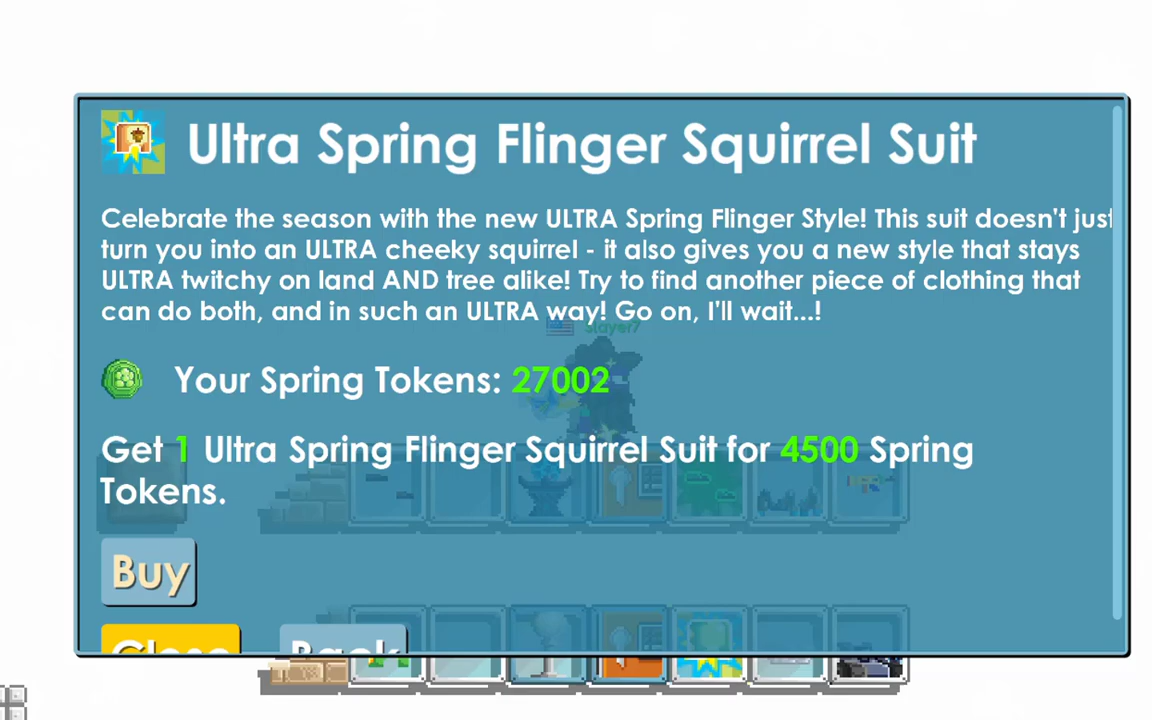 Ultra Spring Flinger Squirrel Suit
Celebrate the season with the new ULTRA Spring Flinger Style! This suit doesn't just
turn you into an ULTRA cheeky squirrel - it also gives you a new style that stays
ULTRA twitchy on land AND tree alike! Try to find another piece of clothing that
can do both, and in such an ULTRA way! Go on, I'll wait...!
Slayer7
Your Spring Tokens: 27002
Get 1 Ultra Spring Flinger Squirrel Suit for 4500 Spring
Tokens.
Buy
Close Back